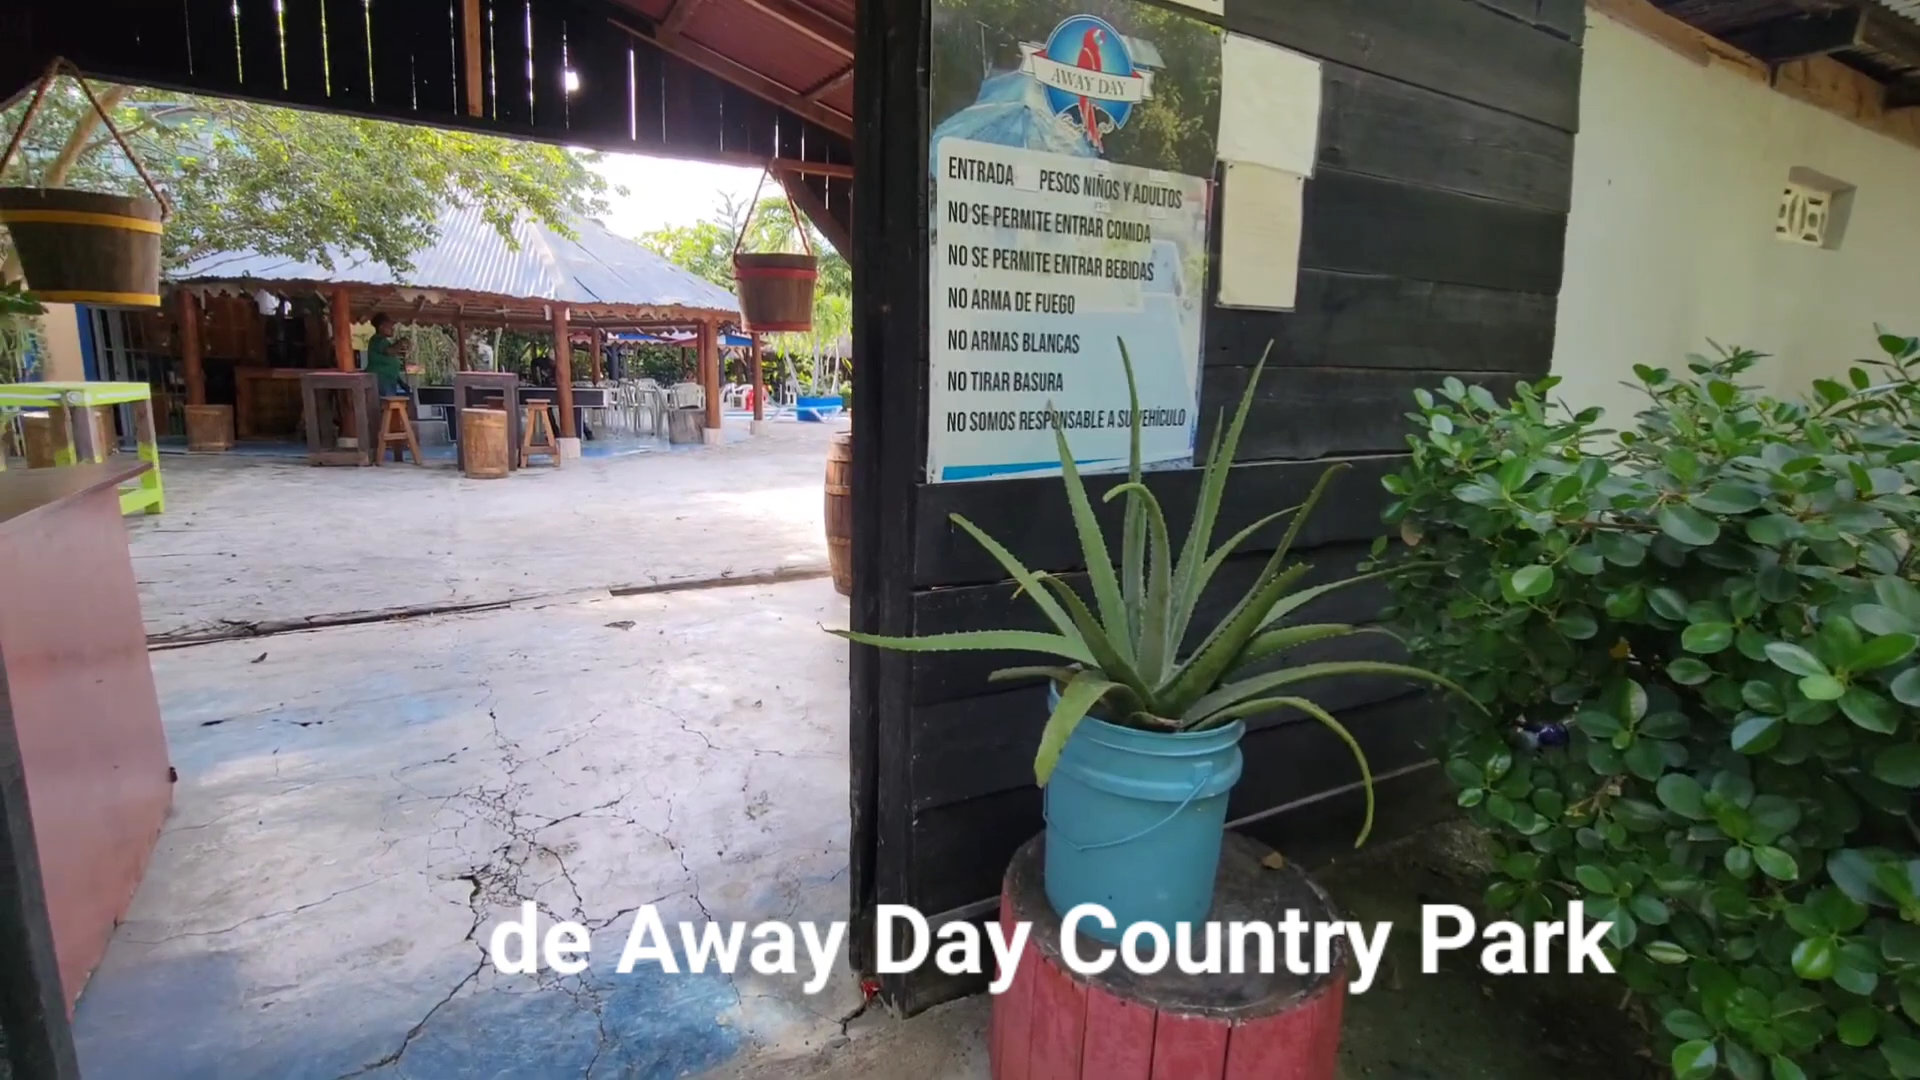 AWAY DAY
ENTRADA PESOS NIÑOS Y ADULTOS
NO SE PERMITE ENTRAR COMIDA
NO SE PERMITE ENTRAR BEBIDAS
NO ARMA DE FUEGO
NO ARMAS BLANCAS
NO TIRAR BASURA
NO SOMOS RESPONSABLE A SU VEHÍCULO
de Away Day Country Park